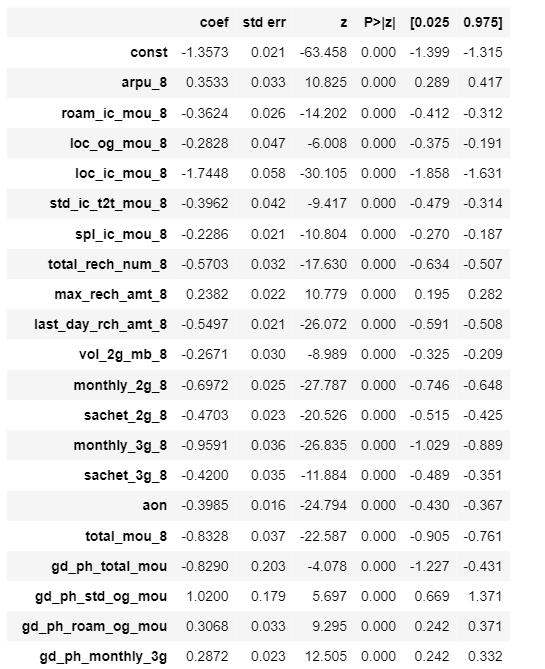 coef std err z P>|z| [0.025 0.975]
const -1.3573 0.021 -63.458 0.000 -1.399 -1.315
arpu_8 0.3533 0.033 10.825 0.000 0.289 0.417
roam_ic_mou_8 -0.3624 0.026 -14.202 0.000 -0.412 -0.312
loc_og_mou_8 -0.2828 0.047 -6.008 0.000 -0.375 -0.191
loc_ic_mou_8 -1.7448 0.058 -30.105 0.000 -1.858 -1.631
std_ic_t2t_mou_8 -0.3962 0.042 -9.417 0.000 -0.479 -0.314
spl_ic_mou_8 -0.2286 0.021 -10.804 0.000 -0.270 -0.187
total_rech_num_8 -0.5703 0.032 -17.630 0.000 -0.634 -0.507
max_rech_amt_8 0.2382 0.022 10.779 0.000 0.195 0.282
last_day_rch_amt_8 -0.5497 0.021 -26.072 0.000 -0.591 -0.508
vol_2g_mb_8 -0.2671 0.030 -8.989 0.000 -0.325 -0.209
monthly_2g_8 -0.6972 0.025 -27.787 0.000 -0.746 -0.648
sachet_2g_8 -0.4703 0.023 -20.526 0.000 -0.515 -0.425
monthly_3g_8 -0.9591 0.036 -26.835 0.000 -1.029 -0.889
sachet_3g_8 -0.4200 0.035 -11.884 0.000 -0.489 -0.351
aon -0.3985 0.016 -24.794 0.000 -0.430 -0.367
total_mou_8 -0.8328 0.037 -22.587 0.000 -0.905 -0.761
gd_ph_total_mou -0.8290 0.203 -4.078 0.000 -1.227 -0.431
gd_ph_std_og_mou 1.0200 0.179 5.697 0.000 0.669 1.371
gd_ph_roam_og_mou 0.3068 0.033 9.295 0.000 0.242 0.371
gd_ph_monthly_3g 0.2872 0.023 12.505 0.000 0.242 0.332